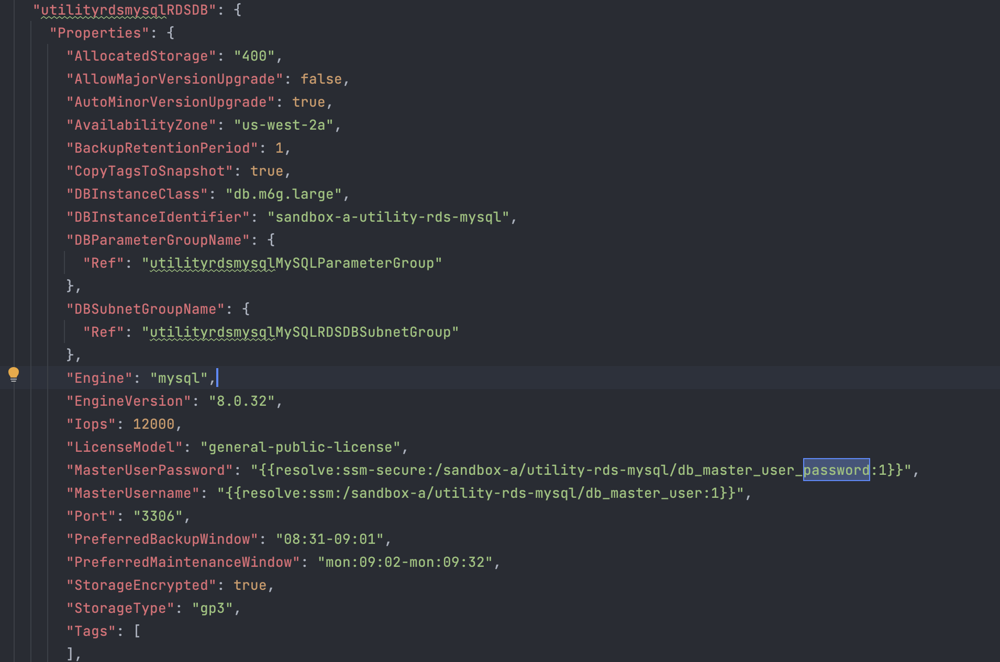 "utilityrdsmysqlRDSDB": {
"Properties": {
"AllocatedStorage": "400",
"AllowMajorVersionUpgrade": false,
"AutoMinorVersionUpgrade": true,
"AvailabilityZone": "us-west-2a",
"BackupRetentionPeriod": 1,
"CopyTagsToSnapshot": true,
"DBInstanceClass": "db.m6g.large",
"DBInstanceIdentifier": "sandbox-a-utility-rds-mysql",
"DBParameterGroupName": {
"Ref": "utilityrdsmysqlMySQLParameterGroup"
},
"DBSubnetGroupName": {
"Ref": "utilityrdsmysqlMySQLRDSDBSubnetGroup"
},
"Engine": "mysql",
"EngineVersion": "8.0.32",
"Iops": 12000,
"LicenseModel": "general-public-license",
"MasterUserPassword": "{{resolve:ssm-secure:/sandbox-a/utility-rds-mysql/db_master_user_password:1}}",
"MasterUsername": "{{resolve:ssm:/sandbox-a/utility-rds-mysql/db_master_user:1}}",
"Port": "3306",
"PreferredBackupWindow": "08:31-09:01",
"PreferredMaintenanceWindow": "mon:09:02-mon:09:32",
"StorageEncrypted": true,
"StorageType": "gp3",
"Tags": [
],